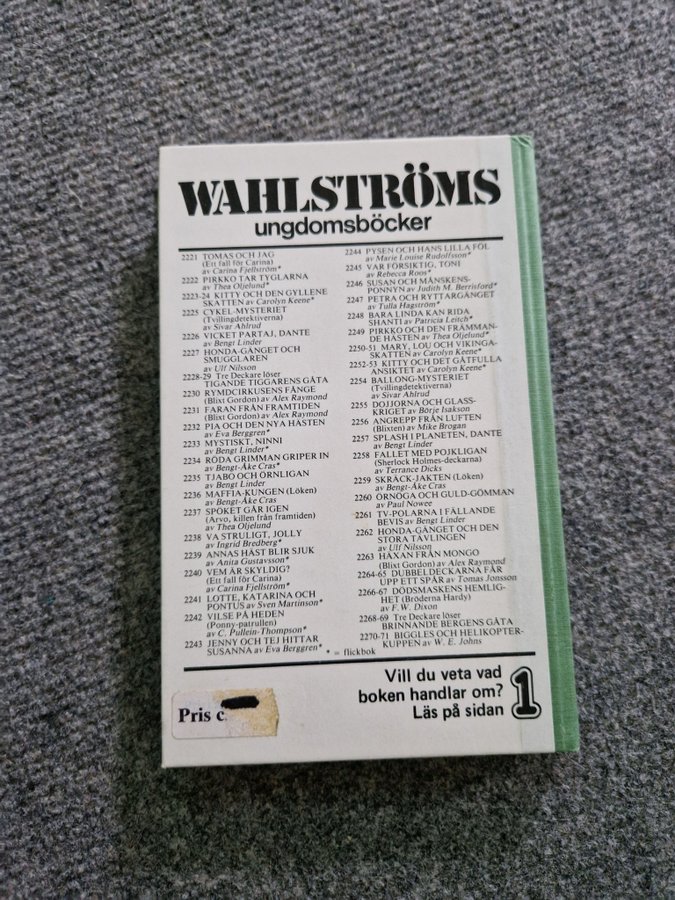 WAHLSTRÖMS
ungdomsböcker
2221 TOMAS OCH JAG
(Ett fall för Carina)
av Carina Fjellström*
2222 PIRKKO TAR TYGLARNA
av Thea Oljelund*
2223-24 KITTY OCH DEN GYLLENE
SKATTEN av Carolyn Keene*
2225 CYKEL-MYSTERIET
(Tvillingdetektiverna)
av Sivar Ahlrud
2226 VICKET PARTAJ, DANTE
av Bengt Linder
2227 HONDA-GÄNGET OCH
SMUGGLAREN
av Ulf Nilsson
2228-29 Tre Deckare löser
TIGANDE TIGGARENS GÅTA
2230 RYMDCIRKUSENS FÅNGE
(Blixt Gordon) av Alex Raymond
2231 FARAN FRÅN FRAMTIDEN
(Blixt Gordon) av Alex Raymond
2232 PIA OCH DEN NYA HÄSTEN
av Eva Berggren*
2233 MYSTISKT, NINNI
av Bengt Linder*
2234 RÖDA GRIMMAN GRIPER IN
av Bengt-Åke Cras*
2235 TJABO OCH ÖRNLIGAN
av Bengt Linder
2236 MAFFIA-KUNGEN (Löken)
av Bengt-Åke Cras
2237 SPÖKET GÅR IGEN
(Arvo, killen från framtiden)
av Thea Oljelund
2238 VA STRULIGT, JOLLY
av Ingrid Bredberg*
2239 ANNAS HÄST BLIR SJUK
av Anita Gustavsson*
2240 VEM ÄR SKYLDIG?
(Ett fall för Carina)
av Carina Fjellström*
2241 LOTTE, KATARINA OCH
PONTUS av Sven Martinson*
2242 VILSE PÅ HEDEN
(Ponny-patrullen)
av C. Pullein-Thompson*
2243 JENNY OCH TEJ HITTAR
SUSANNA av Eva Berggren*
2244 PYSEN OCH HANS LILLA FÖL
av Marie Louise Rudolfsson*
2245 VAR FÖRSIKTIG, TONI
av Rebecca Roos*
2246 SUSAN OCH MÅNSKENS-
PONNYN av Judith M. Berrisford*
2247 PETRA OCH RYTTARGÄNGET
av Tulla Hagström*
2248 BARA LINDA KAN RIDA
SHANTI av Patricia Leitch*
2249 PIRKKO OCH DEN FRÄMMAN-
DE HÄSTEN av Thea Oljelund*
2250-51 MARY, LOU OCH VIKINGA-
SKATTEN av Carolyn Keene*
2252-53 KITTY OCH DET GÅTFULLA
ANSIKTET av Carolyn Keene*
2254 BALLONG-MYSTERIET
(Tvillingdetektiverna)
av Sivar Ahlrud
2255 DOJJORNA OCH GLASS-
KRIGET av Börje Isakson
2256 ANGREPP FRÅN LUFTEN
(Blixten) av Mike Brogan
2257 SPLASH I PLANETEN, DANTE
av Bengt Linder
2258 FALLET MED POJKLIGAN
(Sherlock Holmes-deckarna)
av Terrance Dicks
2259 SKRÄCK-JAKTEN (Löken)
av Bengt-Åke Cras
2260 ÖRNÖGA OCH GULD-GÖMMAN
av Paul Nowee
2261 TV-POLARNA I FÄLLANDE
BEVIS av Bengt Linder
2262 HONDA-GÄNGET OCH DEN
STORA TÄVLINGEN
av Ulf Nilsson
2263 HÄXAN FRÅN MONGO
(Blixt Gordon) av Alex Raymond
2264-65 DUBBELDECKARNA FÅR
UPP ETT SPÅR av Tomas Jonsson
2266-67 DÖDSMASKENS HEMLIG-
HET (Bröderna Hardy)
av F.W. Dixon
2268-69 Tre Deckare löser
BRINNANDE BERGENS GÅTA
2270-71 BIGGLES OCH HELIKOPTER-
KUPPEN av W. E. Johns
* = flickbok
Vill du veta vad
boken handlar om?
Läs på sidan 1
Pris c